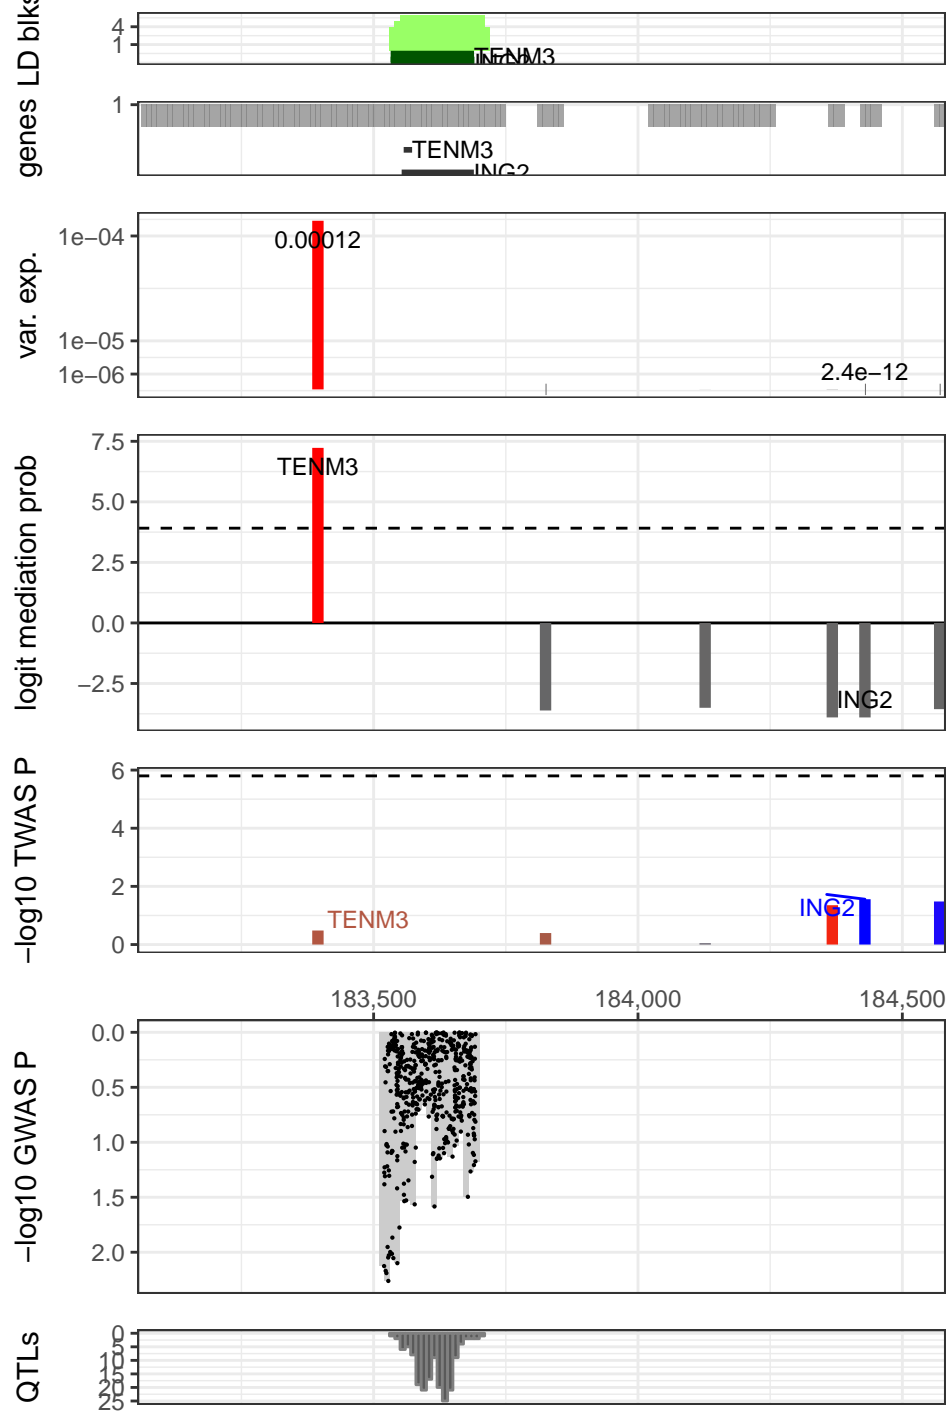 LD blks
4
1
TENM3
ING2
genes
1
TENM3
ING2
var. exp.
1e−04
1e−05
1e−06
0.00012
2.4e−12
logit mediation prob
7.5
5.0
2.5
0.0
−2.5
TENM3
ING2
−log10 TWAS P
6
4
2
0
TENM3
ING2
183,500
184,000
184,500
−log10 GWAS P
0.0
0.5
1.0
1.5
2.0
QTLs
0
5
10
15
20
25